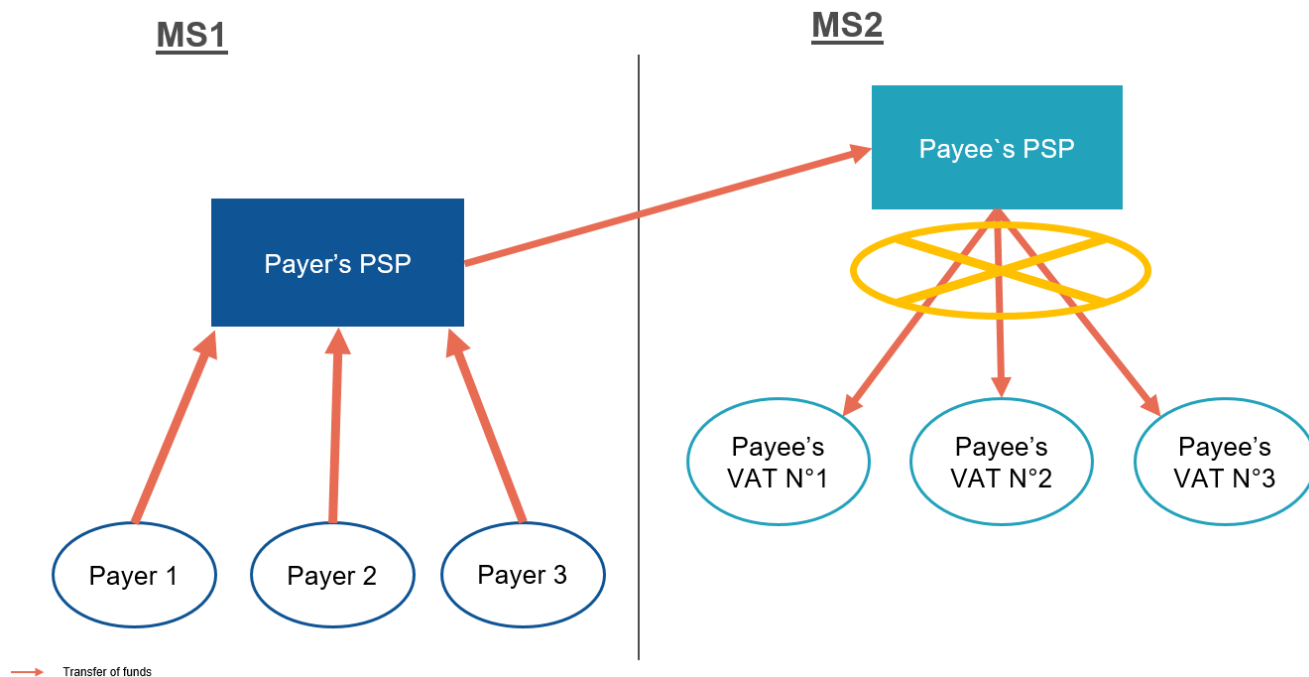 MS1
MS2
Payee`s PSP
Payer’s PSP
Payee’s
VAT N°1
Payee’s
VAT N°2
Payee’s
VAT N°3
Payer 1
Payer 2
Payer 3
Transfer of funds